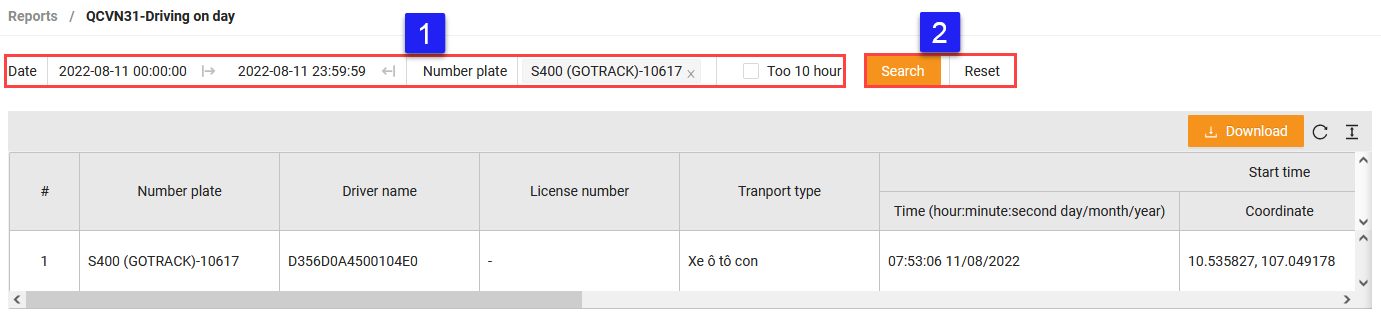 Reports / QCVN31-Driving on day
1 2
Date 2022-08-11 00:00:00 2022-08-11 23:59:59 Number plate S400 (GOTRACK)-10617 x Too 10 hour Search Reset
Download
# Number plate Driver name License number Tranport type Start time
Time (hour:minute:second day/month/year) Coordinate
1 S400 (GOTRACK)-10617 D356D0A4500104E0 - Xe ô tô con 07:53:06 11/08/2022 10.535827, 107.049178